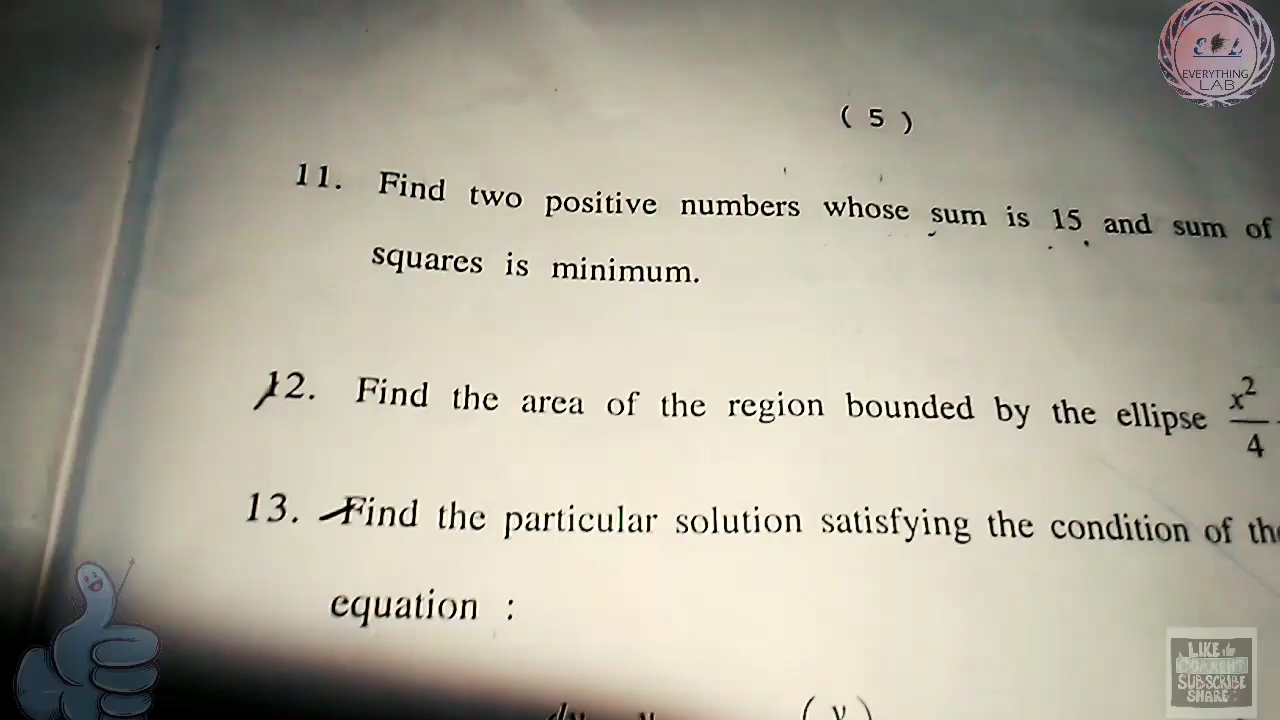 E L
EVERYTHING
LAB
( 5 )
11. Find two positive numbers whose sum is 15 and sum of
squares is minimum.
12. Find the area of the region bounded by the ellipse x²/4
13. Find the particular solution satisfying the condition of the
equation :
LIKE
COMMENT
SUBSCRIBE
SHARE